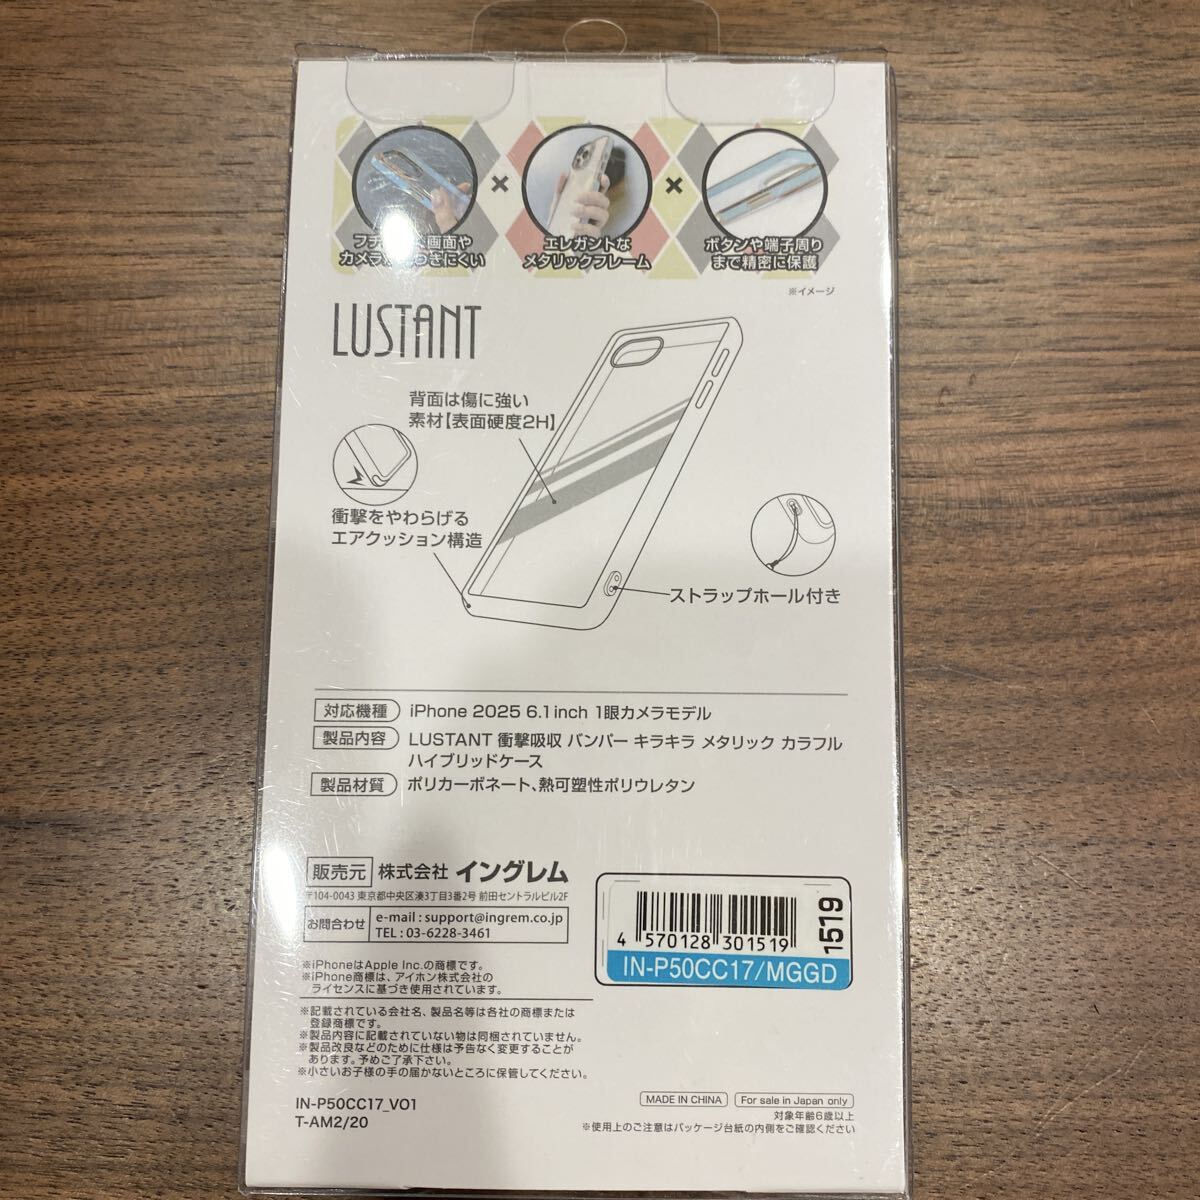 フチ 画面や
カメラ つきにくい
×
エレガントな
メタリックフレーム
×
ボタンや端子周り
まで精密に保護
※イメージ
LUSTANT
背面は傷に強い
素材【表面硬度2H】
衝撃をやわらげる
エアクッション構造
ストラップホール付き
対応機種 iPhone 2025 6.1inch 1眼カメラモデル
製品内容 LUSTANT 衝撃吸収 バンパー キラキラ メタリック カラフル
ハイブリッドケース
製品材質 ポリカーボネート、熱可塑性ポリウレタン
販売元 株式会社 イングレム
〒104-0043 東京都中央区湊3丁目3番2号 前田セントラルビル2F
お問合わせ e-mail : support@ingrem.co.jp
TEL : 03-6228-3461
4 570128 301519
1519
IN-P50CC17/MGGD
※iPhoneはApple Inc.の商標です。
※iPhone商標は、アイホン株式会社の
ライセンスに基づき使用されています。
※記載されている会社名、製品名等は各社の商標または
登録商標です。
※製品内容に記載されていない物は同梱されていません。
※製品改良などのために仕様は予告なく変更することが
あります。予めご了承下さい。
※小さいお子様の手の届かないところに保管してください。
IN-P50CC17_V01
T-AM2/20
MADE IN CHINA
For sale in Japan only
対象年齢6歳以上
※使用上のご注意はパッケージ台紙の内側をご確認ください